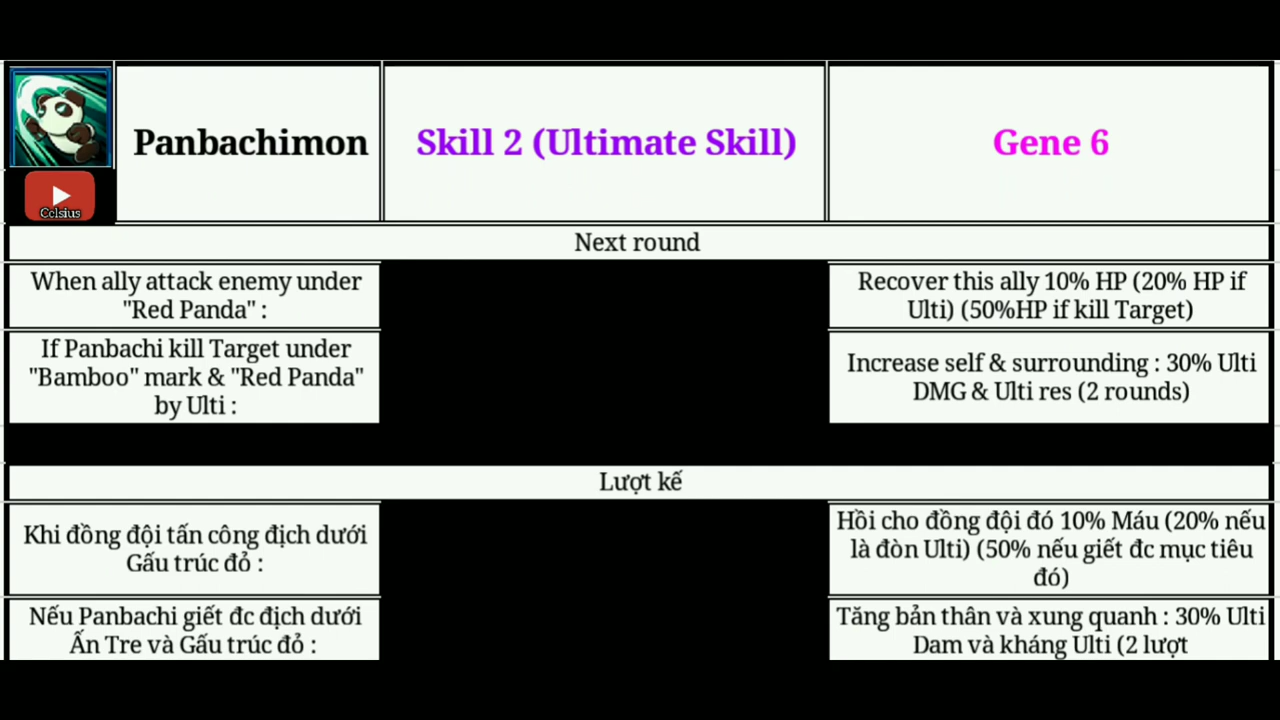 Panbachimon
Skill 2 (Ultimate Skill)
Gene 6
Celsius
Next round
When ally attack enemy under
"Red Panda" :
Recover this ally 10% HP (20% HP if
Ulti) (50%HP if kill Target)
If Panbachi kill Target under
"Bamboo" mark & "Red Panda"
by Ulti :
Increase self & surrounding : 30% Ulti
DMG & Ulti res (2 rounds)
Lượt kế
Khi đồng đội tấn công địch dưới
Gấu trúc đỏ :
Hồi cho đồng đội đó 10% Máu (20% nếu
là đòn Ulti) (50% nếu giết đc mục tiêu
đó)
Nếu Panbachi giết đc địch dưới
Ấn Tre và Gấu trúc đỏ :
Tăng bản thân và xung quanh : 30% Ulti
Dam và kháng Ulti (2 lượt